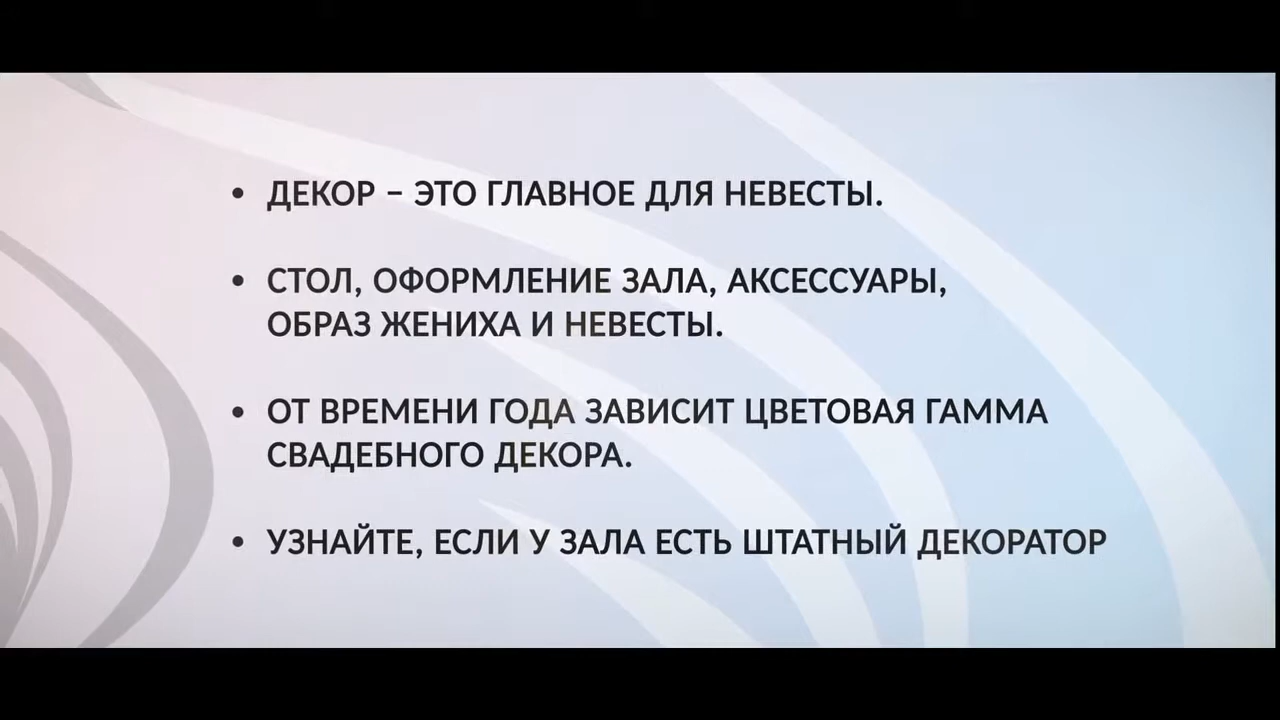 • ДЕКОР – ЭТО ГЛАВНОЕ ДЛЯ НЕВЕСТЫ.
• СТОЛ, ОФОРМЛЕНИЕ ЗАЛА, АКСЕССУАРЫ,
ОБРАЗ ЖЕНИХА И НЕВЕСТЫ.
• ОТ ВРЕМЕНИ ГОДА ЗАВИСИТ ЦВЕТОВАЯ ГАММА
СВАДЕБНОГО ДЕКОРА.
• УЗНАЙТЕ, ЕСЛИ У ЗАЛА ЕСТЬ ШТАТНЫЙ ДЕКОРАТОР